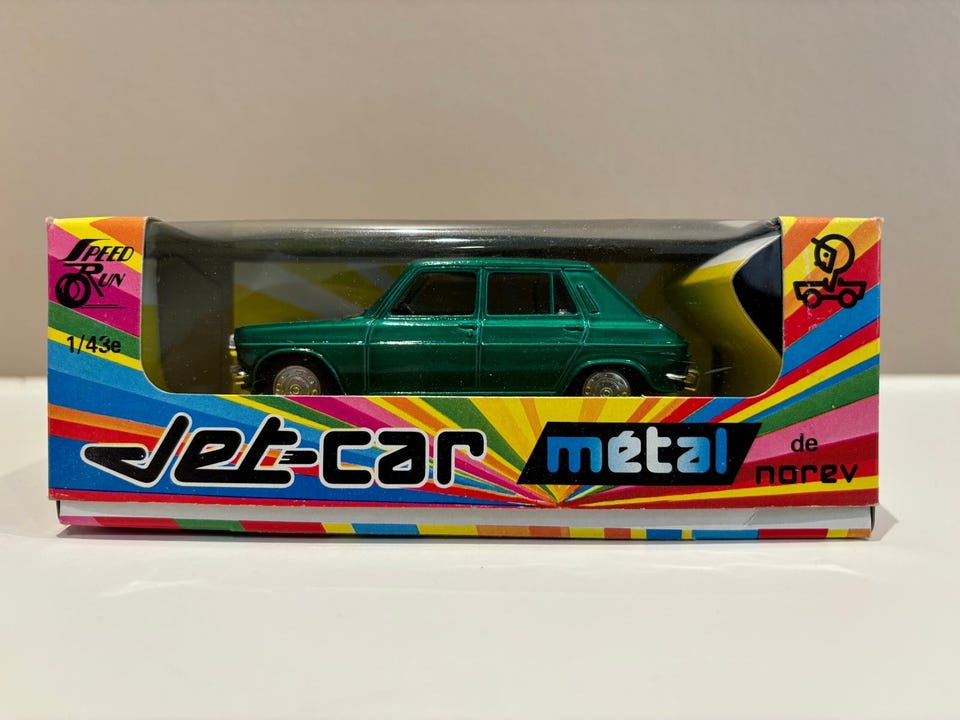 SPEED
RUN
1/43e
Jet-car métal de
norev